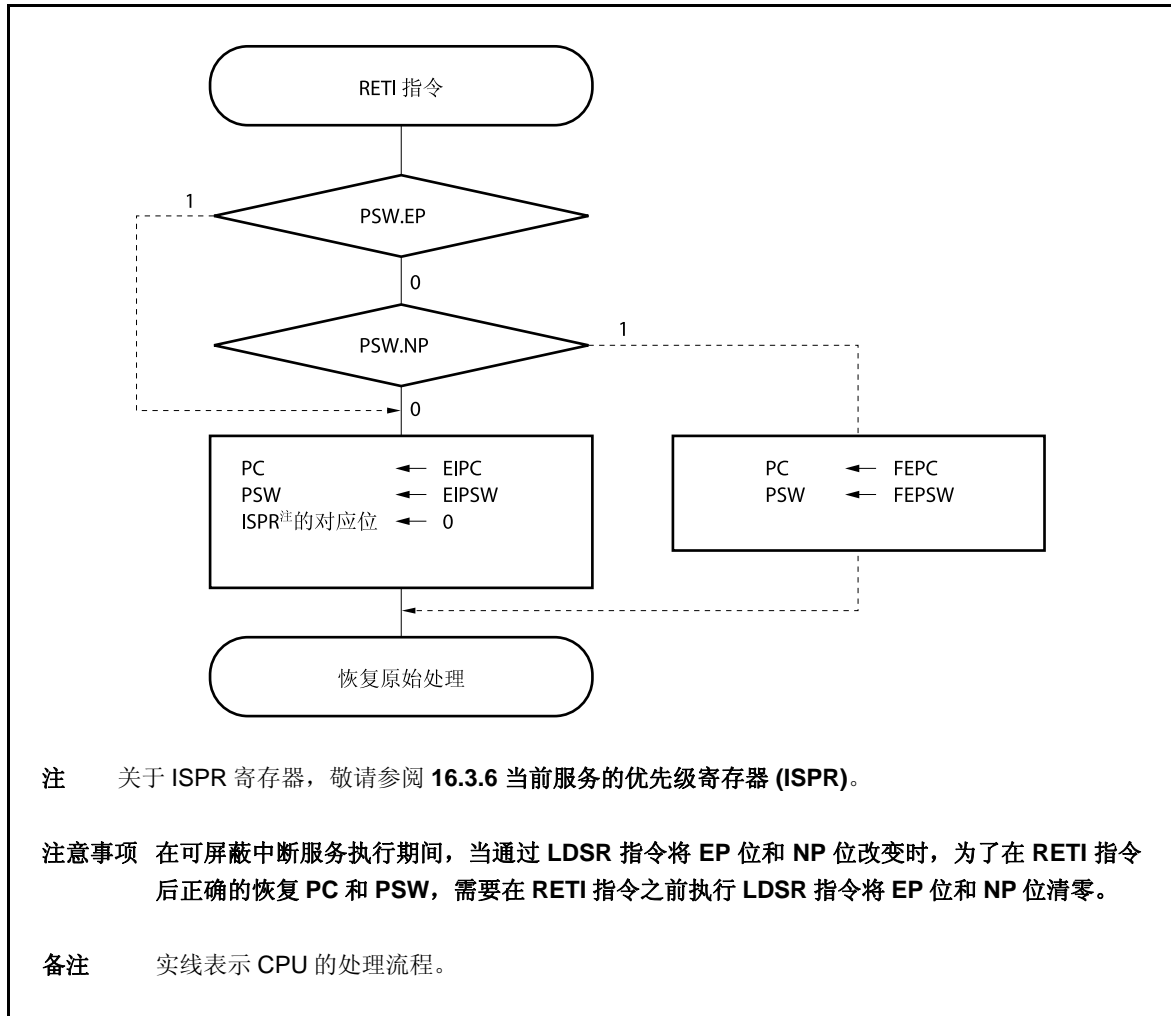 RETI 指令
1
PSW.EP
0
1
PSW.NP
0
PC ← EIPC
PSW ← EIPSW
ISPR注的对应位 ← 0
PC ← FEPC
PSW ← FEPSW
恢复原始处理
注 关于 ISPR 寄存器，敬请参阅 16.3.6 当前服务的优先级寄存器 (ISPR)。
注意事项 在可屏蔽中断服务执行期间，当通过 LDSR 指令将 EP 位和 NP 位改变时，为了在 RETI 指令
后正确的恢复 PC 和 PSW，需要在 RETI 指令之前执行 LDSR 指令将 EP 位和 NP 位清零。
备注 实线表示 CPU 的处理流程。